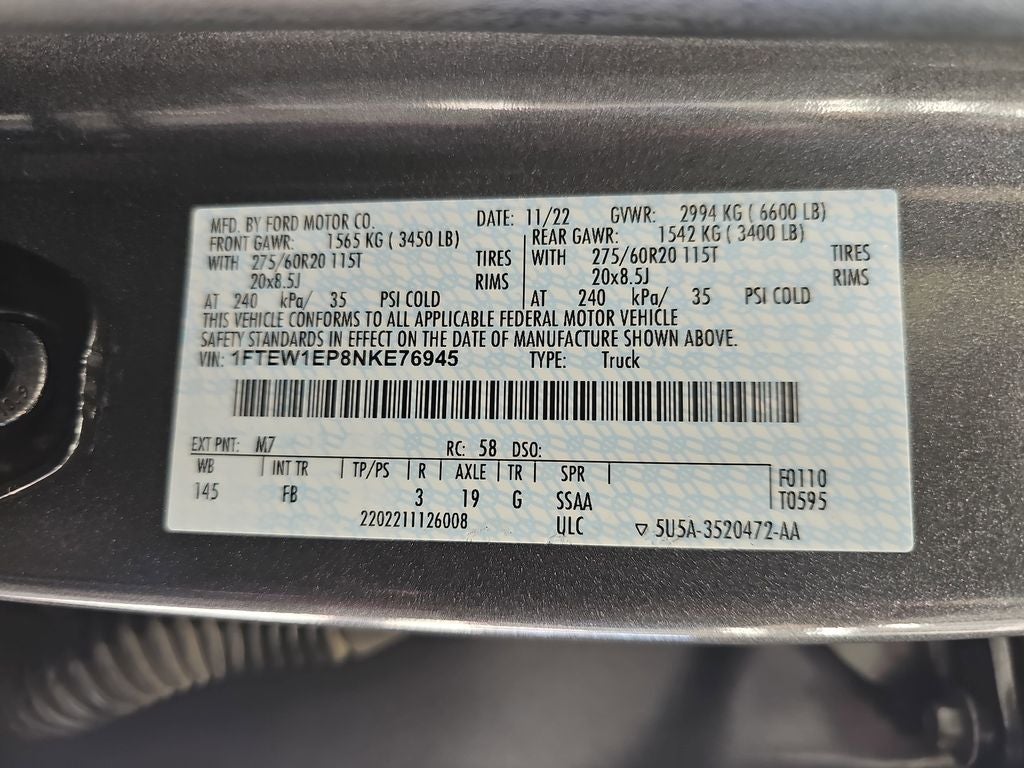 MFD. BY FORD MOTOR CO. DATE: 11/22 GVWR: 2994 KG ( 6600 LB)
FRONT GAWR: 1565 KG ( 3450 LB) REAR GAWR: 1542 KG ( 3400 LB)
WITH 275/60R20 115T TIRES WITH 275/60R20 115T TIRES
20x8.5J RIMS 20x8.5J RIMS
AT 240 kPa/ 35 PSI COLD AT 240 kPa/ 35 PSI COLD
THIS VEHICLE CONFORMS TO ALL APPLICABLE FEDERAL MOTOR VEHICLE
SAFETY STANDARDS IN EFFECT ON THE DATE OF MANUFACTURE SHOWN ABOVE.
VIN: 1FTEW1EP8NKE76945 TYPE: Truck
EXT PNT: M7 RC: 58 DSO:
WB INT TR TP/PS R AXLE TR SPR F0110
145 FB 3 19 G SSAA T0595
2202211126008 ULC ▽ 5U5A-3520472-AA